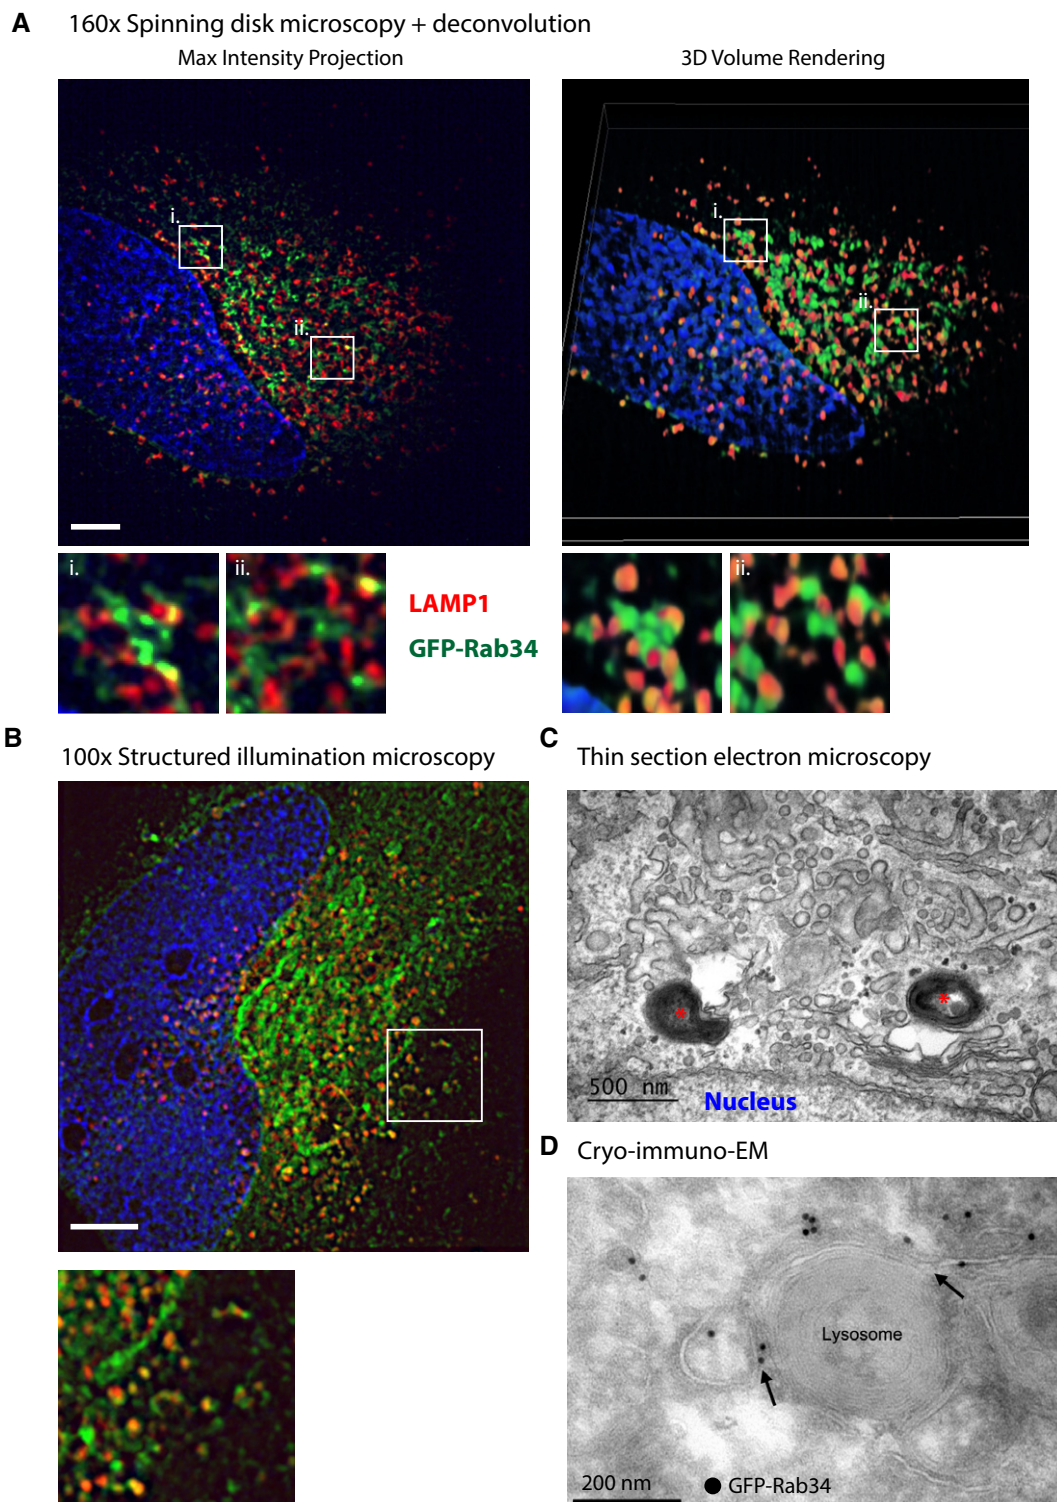 A 160x Spinning disk microscopy + deconvolution
Max Intensity Projection
3D Volume Rendering
i.
ii.
i.
ii.
i.
ii.
LAMP1
GFP-Rab34
ii.
B
100x Structured illumination microscopy
C
Thin section electron microscopy
*
*
500 nm
Nucleus
D Cryo-immuno-EM
Lysosome
200 nm
GFP-Rab34